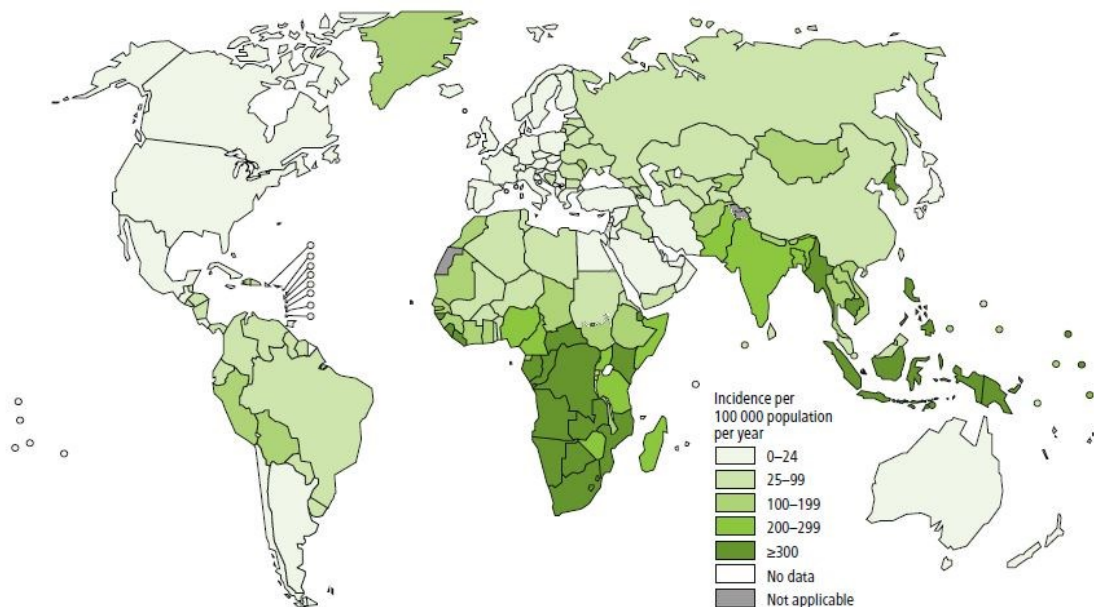 Incidence per
100 000 population
per year
0–24
25–99
100–199
200–299
≥300
No data
Not applicable